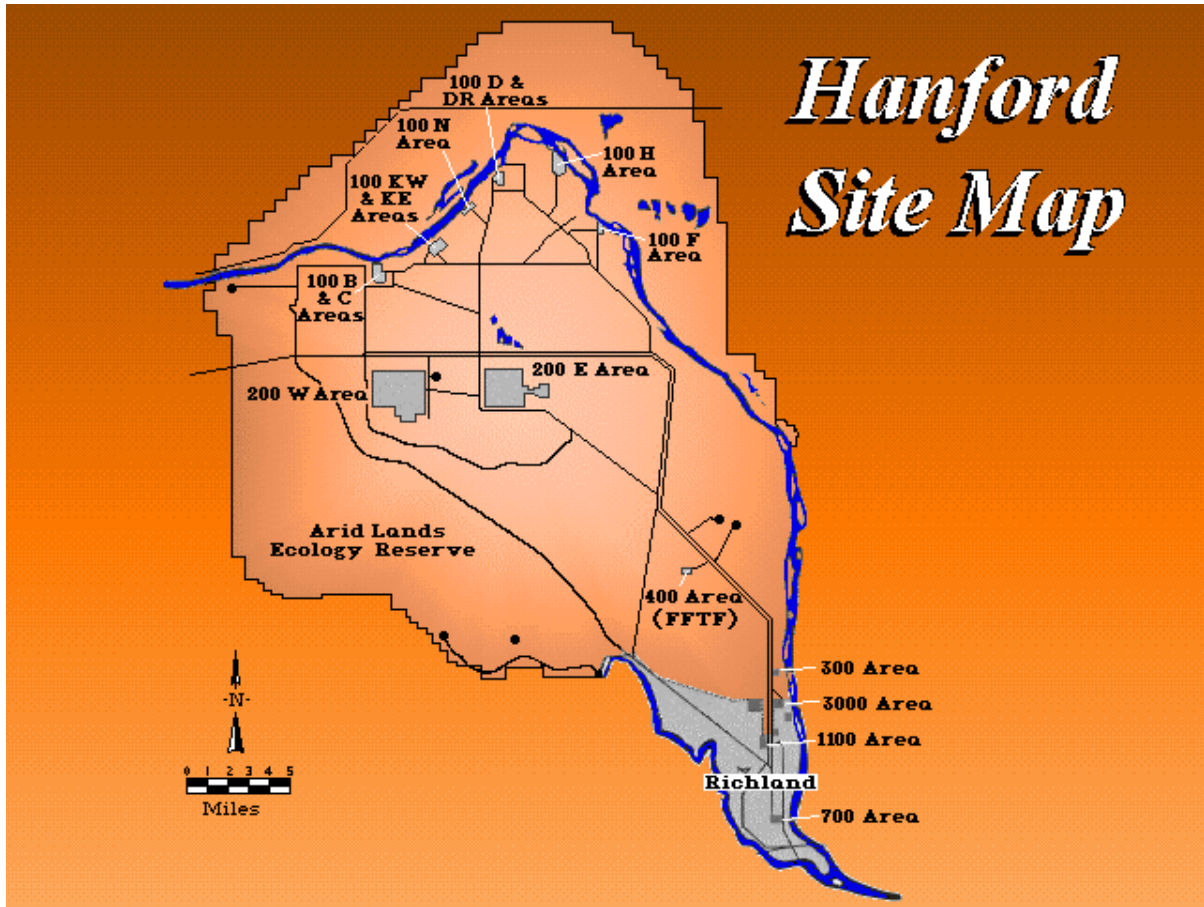 Hanford
Site Map
100 D &
DR Areas
100 N
Area
100 H
Area
100 KW
& KE
Areas
100 F
Area
100 B
& C
Areas
200 E Area
200 W Area
Arid Lands
Ecology Reserve
400 Area
(FFTF)
300 Area
3000 Area
1100 Area
Richland
700 Area
-N-
0 1 2 3 4 5
Miles